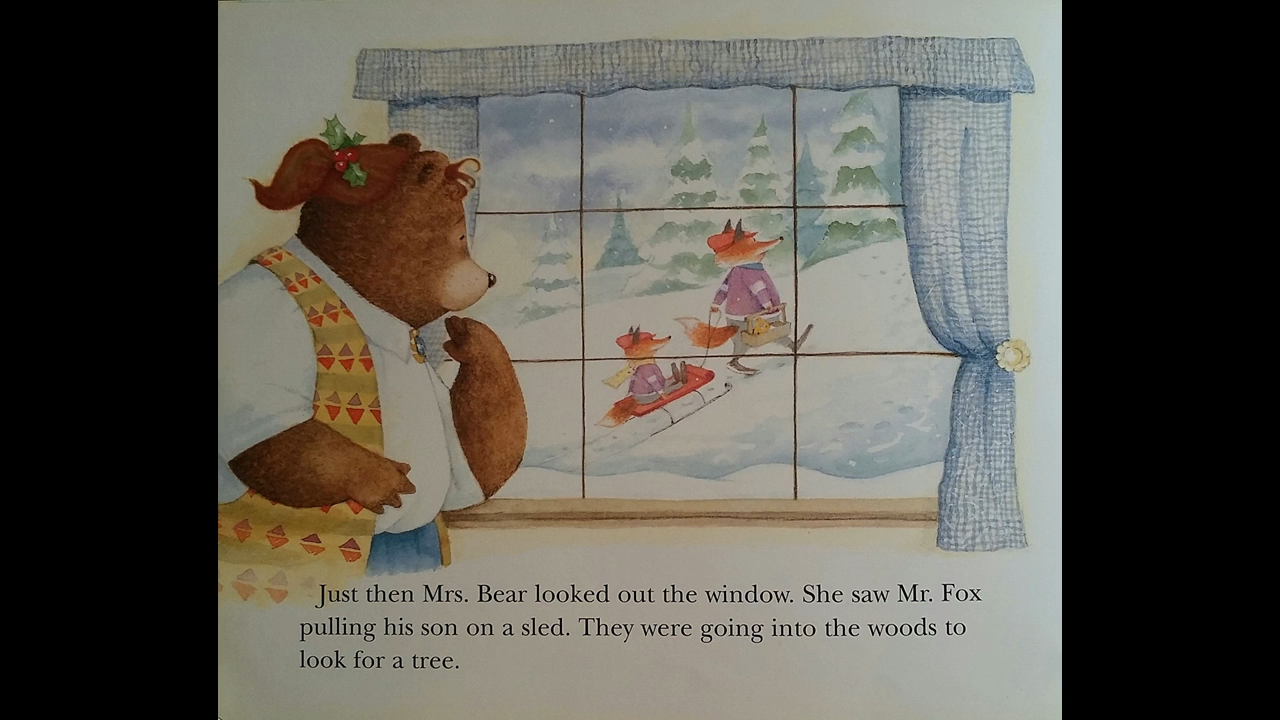 Just then Mrs. Bear looked out the window. She saw Mr. Fox
pulling his son on a sled. They were going into the woods to
look for a tree.